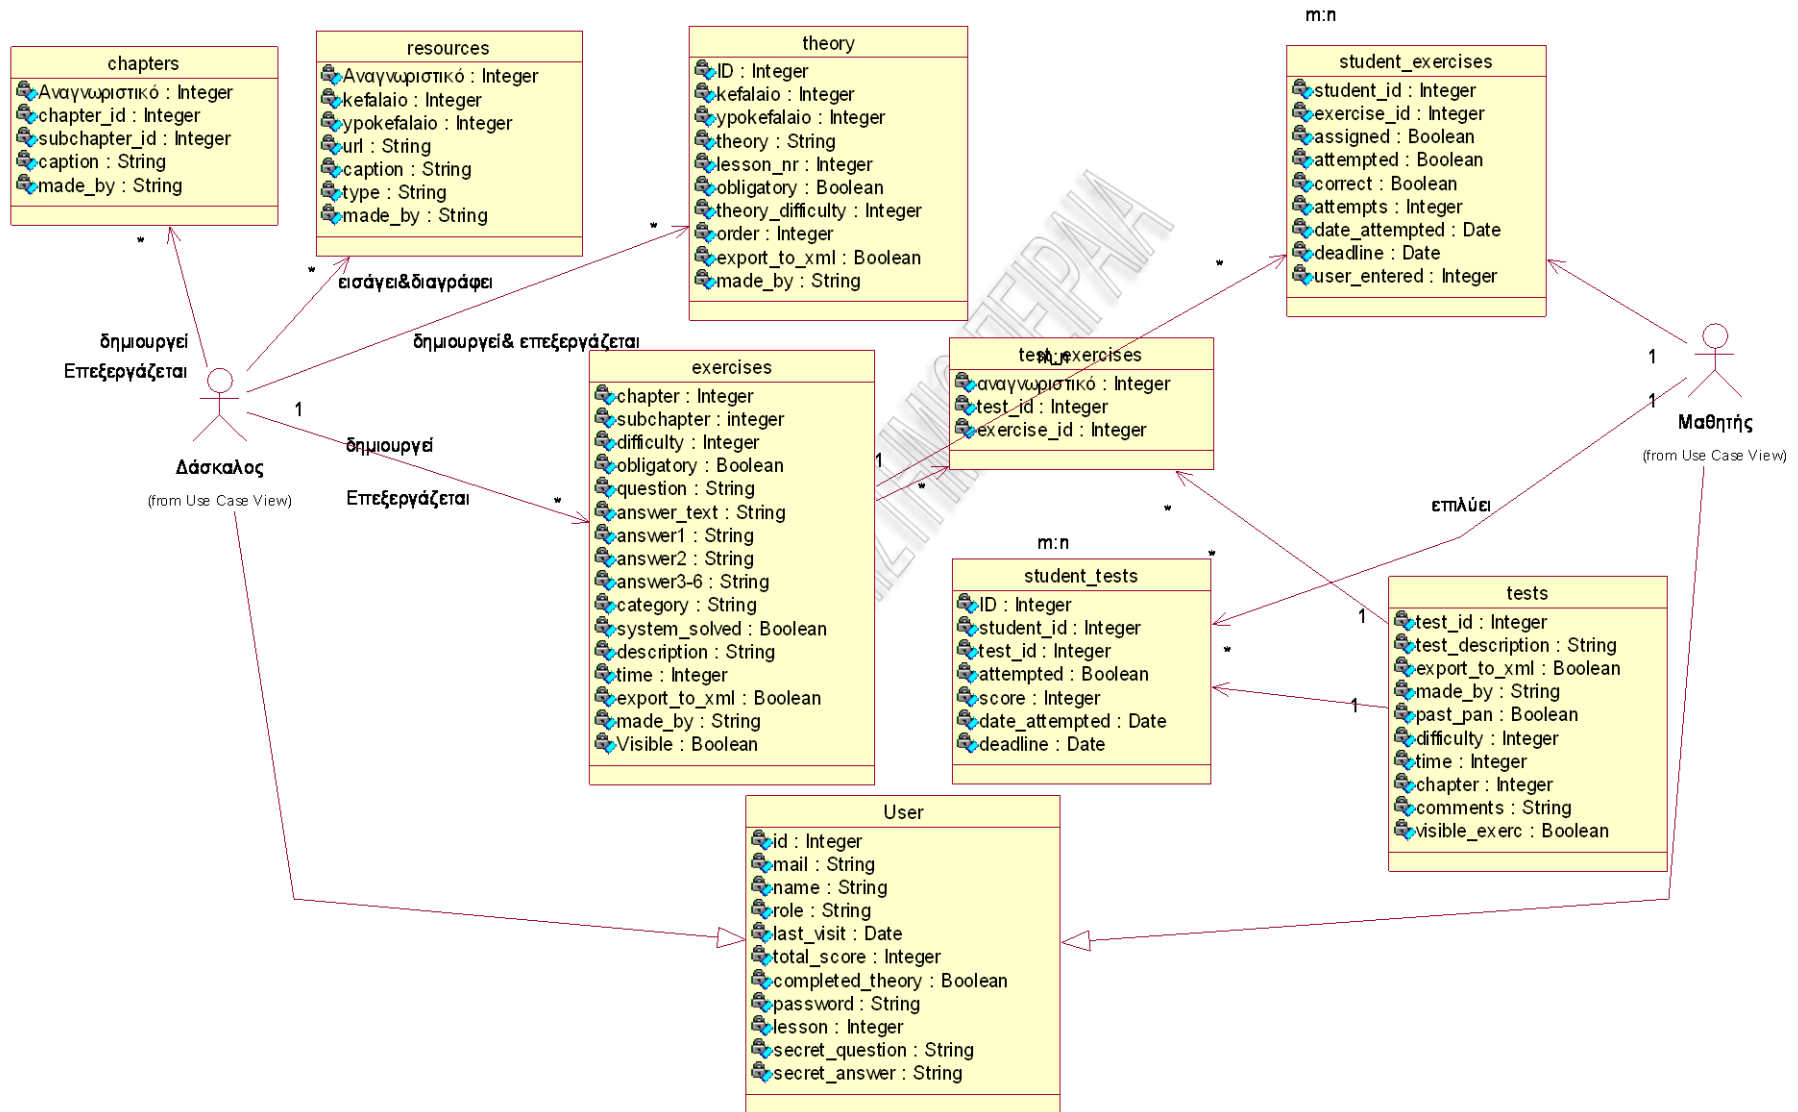 m:n
chapters
Αναγνωριστικό : Integer
chapter_id : Integer
subchapter_id : Integer
caption : String
made_by : String
resources
Αναγνωριστικό : Integer
kefalaio : Integer
ypokefalaio : Integer
url : String
caption : String
type : String
made_by : String
theory
ID : Integer
kefalaio : Integer
ypokefalaio : Integer
theory : String
lesson_nr : Integer
obligatory : Boolean
theory_difficulty : Integer
order : Integer
export_to_xml : Boolean
made_by : String
student_exercises
student_id : Integer
exercise_id : Integer
assigned : Boolean
attempted : Boolean
correct : Boolean
attempts : Integer
date_attempted : Date
deadline : Date
user_entered : Integer
*
*
*
*
εισάγει&διαγράφει
δημιουργεί
Επεξεργάζεται
δημιουργεί& επεξεργάζεται
1
δημιουργεί
Επεξεργάζεται
*
Δάσκαλος
(from Use Case View)
exercises
chapter : Integer
subchapter : integer
difficulty : Integer
obligatory : Boolean
question : String
answer_text : String
answer1 : String
answer2 : String
answer3-6 : String
category : String
system_solved : Boolean
description : String
time : Integer
export_to_xml : Boolean
made_by : String
Visible : Boolean
test_exercises
m:n
αναγνωριστικό : Integer
test_id : Integer
exercise_id : Integer
1
*
*
1
1
Μαθητής
(from Use Case View)
επιλύει
m:n
*
student_tests
ID : Integer
student_id : Integer
test_id : Integer
attempted : Boolean
score : Integer
date_attempted : Date
deadline : Date
*
1
1
tests
test_id : Integer
test_description : String
export_to_xml : Boolean
made_by : String
past_pan : Boolean
difficulty : Integer
time : Integer
chapter : Integer
comments : String
visible_exerc : Boolean
User
id : Integer
mail : String
name : String
role : String
last_visit : Date
total_score : Integer
completed_theory : Boolean
password : String
lesson : Integer
secret_question : String
secret_answer : String